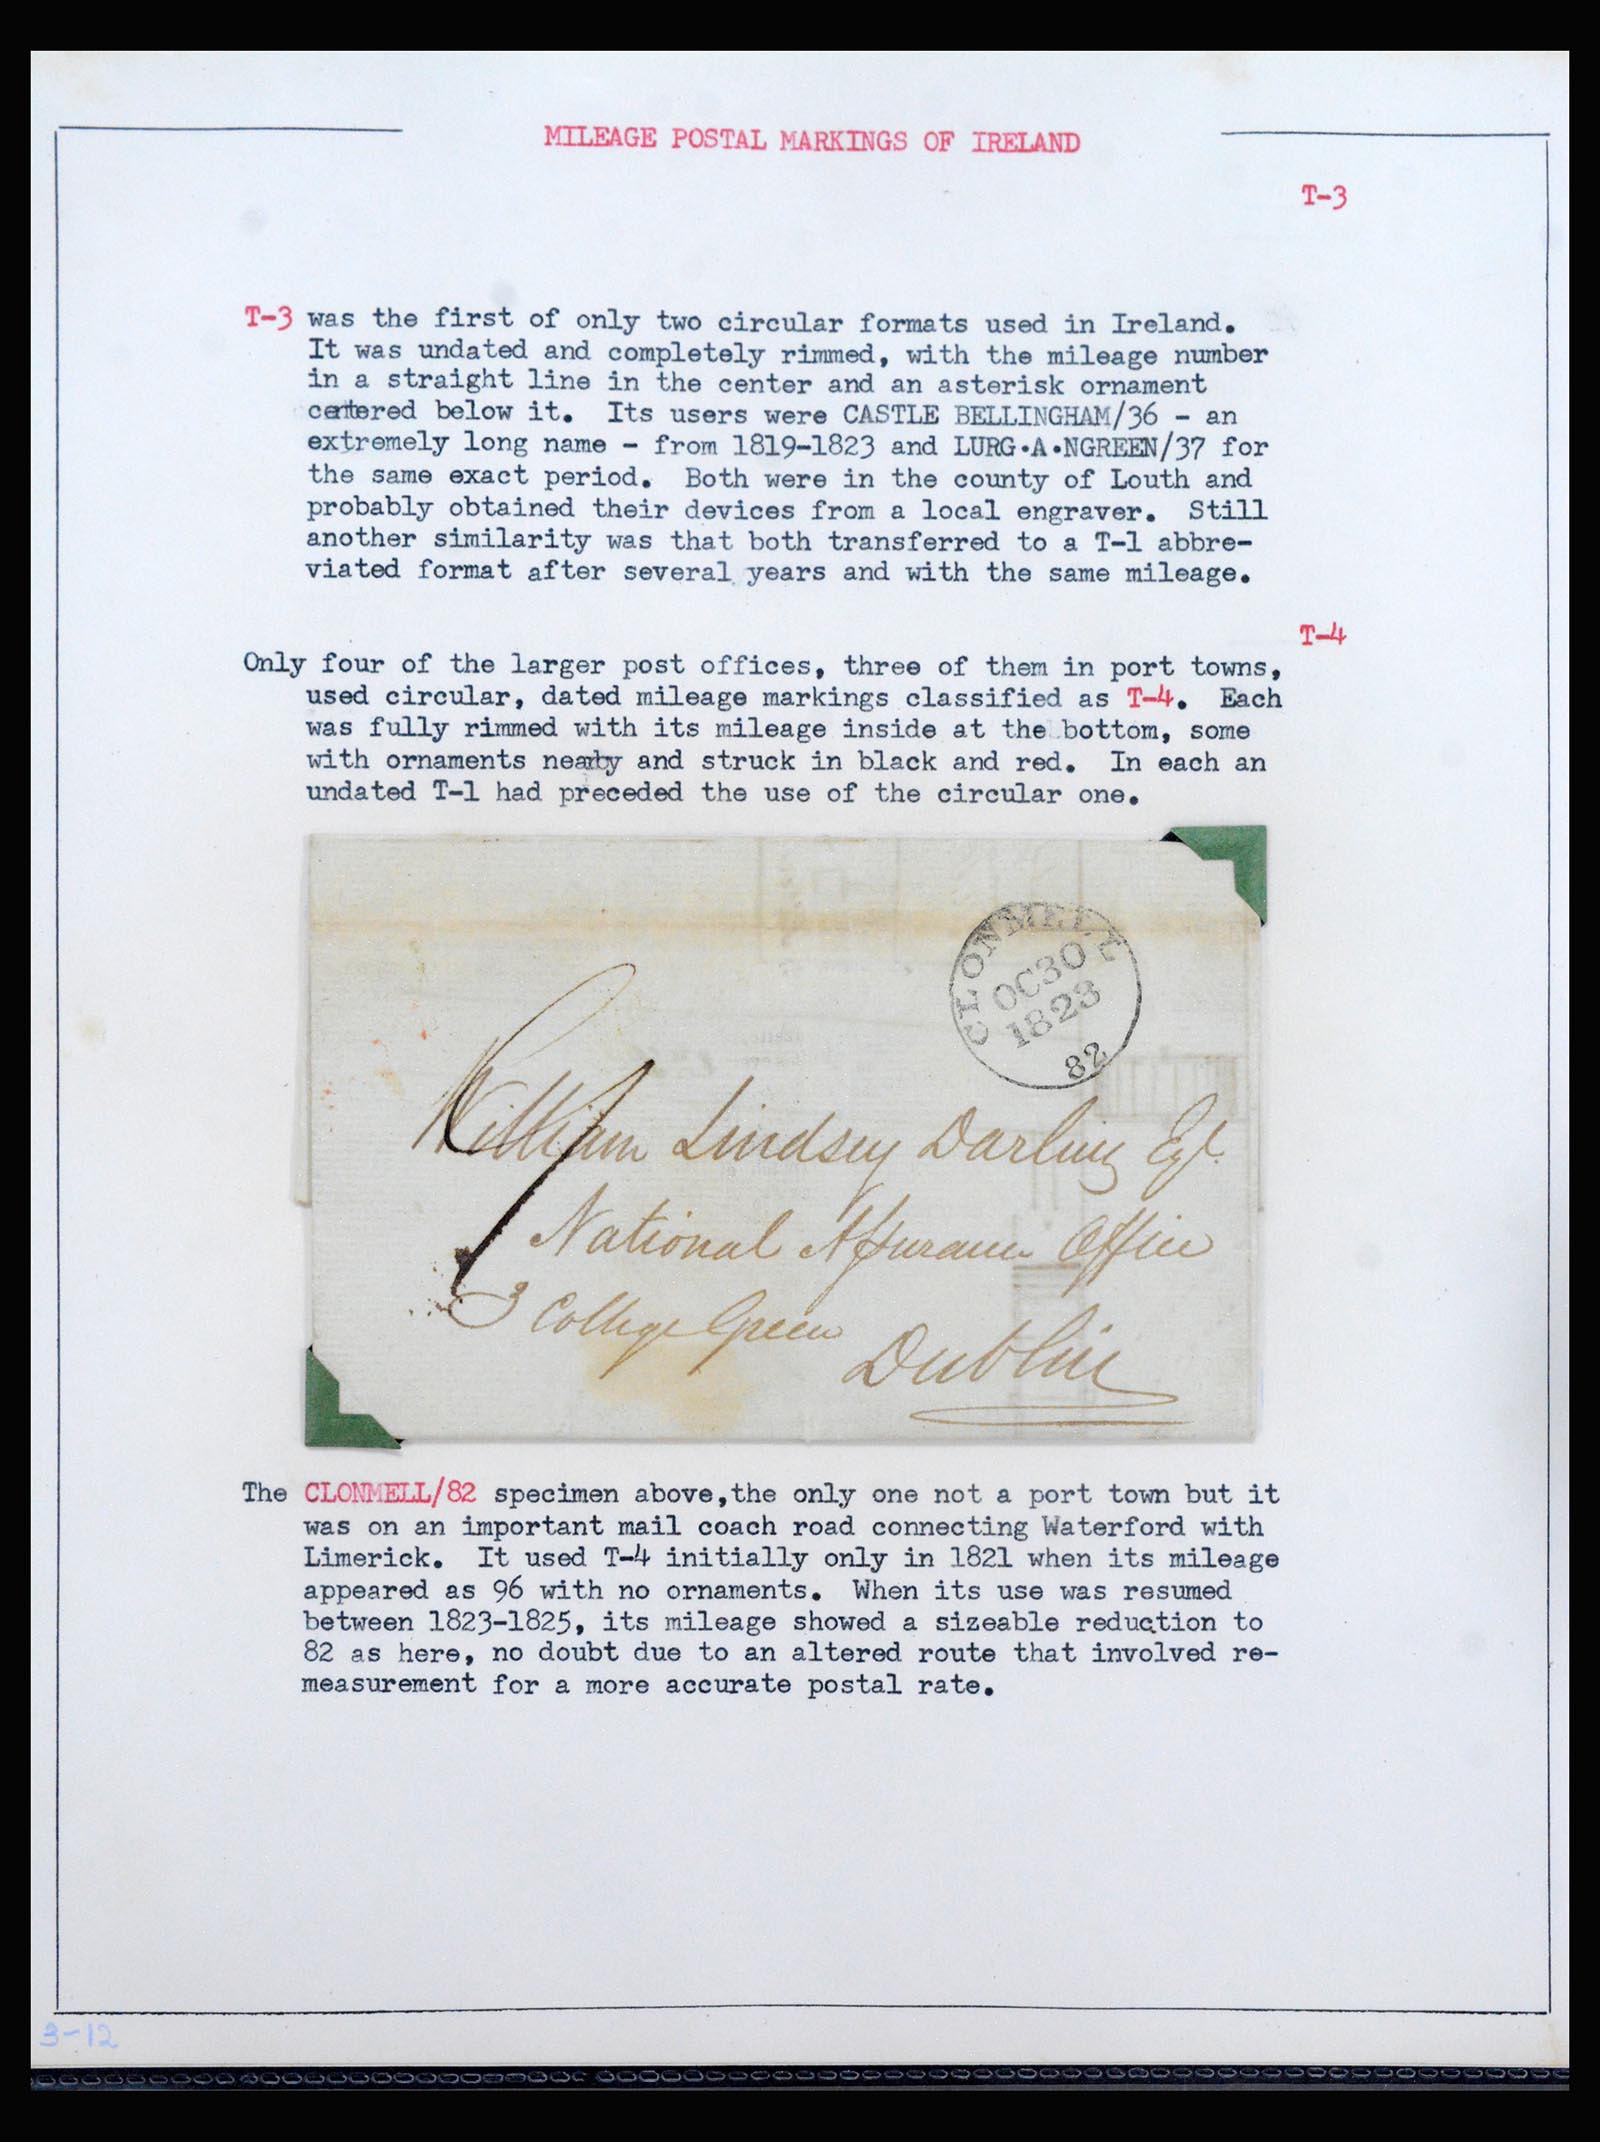 MILEAGE POSTAL MARKINGS OF IRELAND
T-3
T-3 was the first of only two circular formats used in Ireland.
It was undated and completely rimmed, with the mileage number
in a straight line in the center and an asterisk ornament
centered below it. Its users were CASTLE BELLINGHAM/36 - an
extremely long name - from 1819-1823 and LURG·A·NGREEN/37 for
the same exact period. Both were in the county of Louth and
probably obtained their devices from a local engraver. Still
another similarity was that both transferred to a T-1 abbre-
viated format after several years and with the same mileage.
T-4
Only four of the larger post offices, three of them in port towns,
used circular, dated mileage markings classified as T-4. Each
was fully rimmed with its mileage inside at the bottom, some
with ornaments nearby and struck in black and red. In each an
undated T-1 had preceded the use of the circular one.
CLONMELL
OC30
1823
82
William Lindsey Darling Esqr.
National Assurance Office
3 College Green
Dublin
The CLONMELL/82 specimen above,the only one not a port town but it
was on an important mail coach road connecting Waterford with
Limerick. It used T-4 initially only in 1821 when its mileage
appeared as 96 with no ornaments. When its use was resumed
between 1823-1825, its mileage showed a sizeable reduction to
82 as here, no doubt due to an altered route that involved re-
measurement for a more accurate postal rate.
3-12